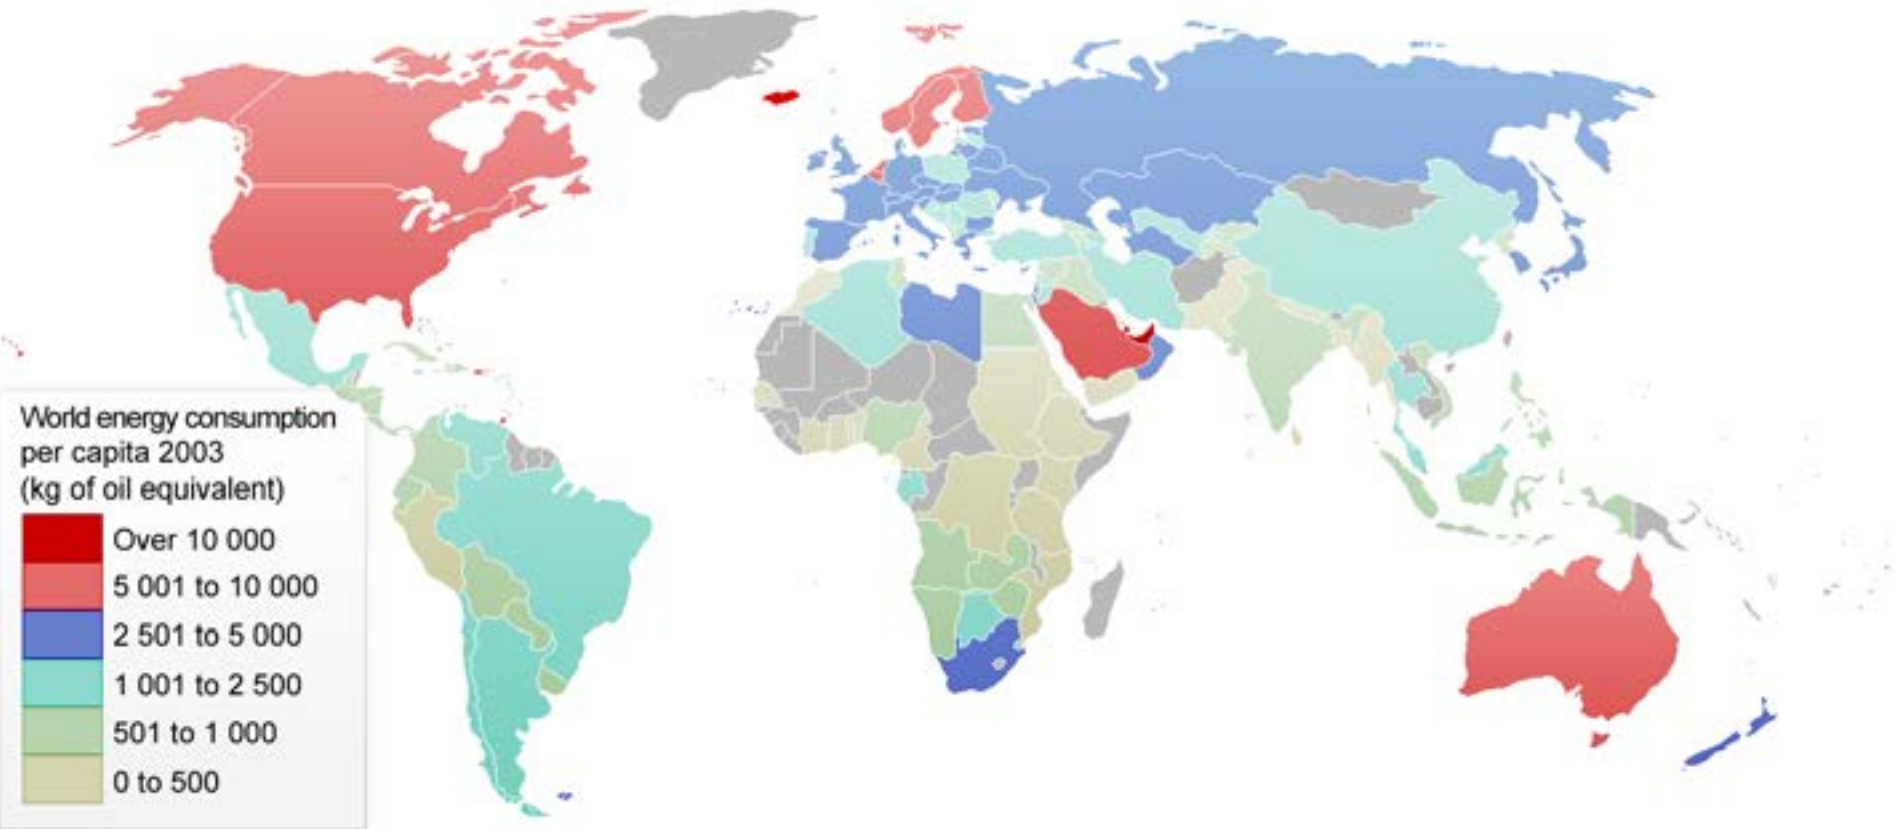 World energy consumption
per capita 2003
(kg of oil equivalent)
Over 10 000
5 001 to 10 000
2 501 to 5 000
1 001 to 2 500
501 to 1 000
0 to 500